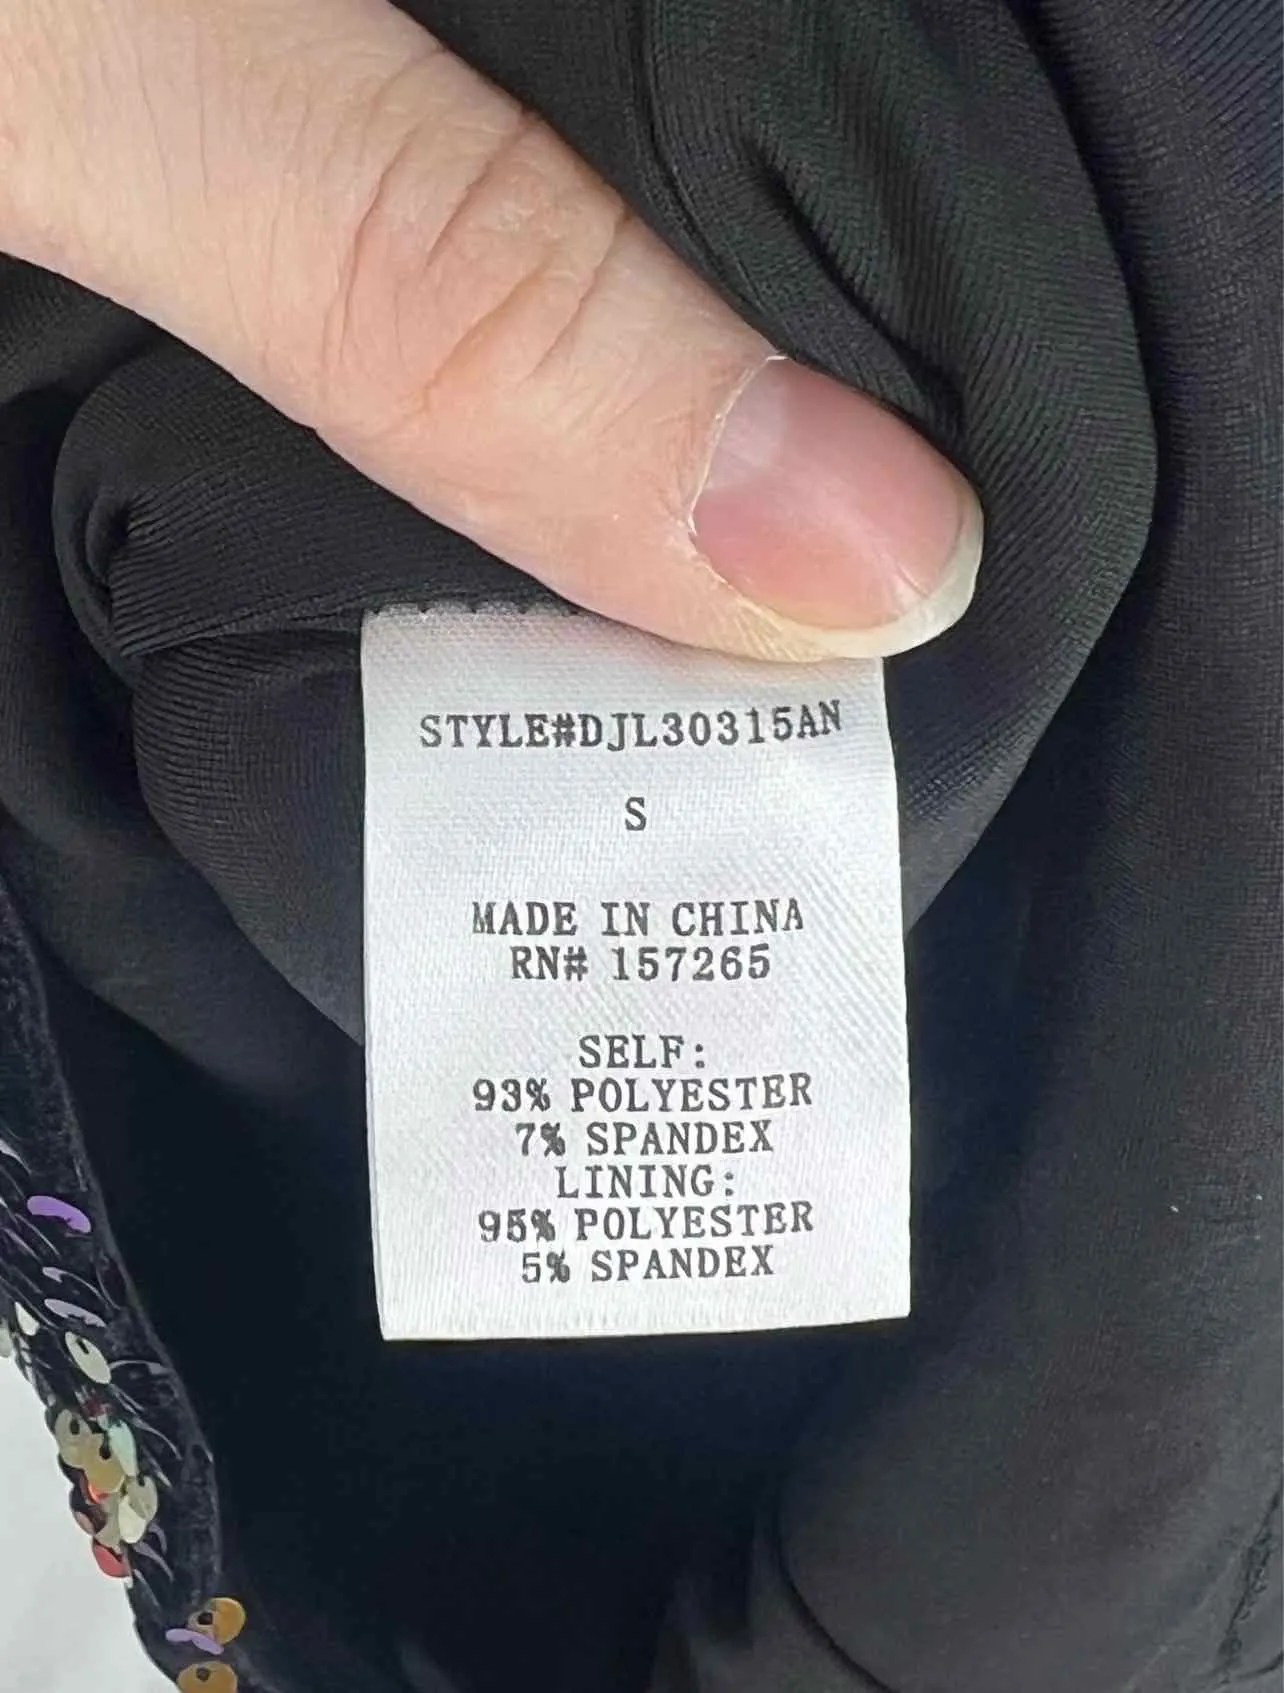 STYLE#DJL30315AN
S
MADE IN CHINA
RN# 157265
SELF:
93% POLYESTER
7% SPANDEX
LINING:
95% POLYESTER
5% SPANDEX